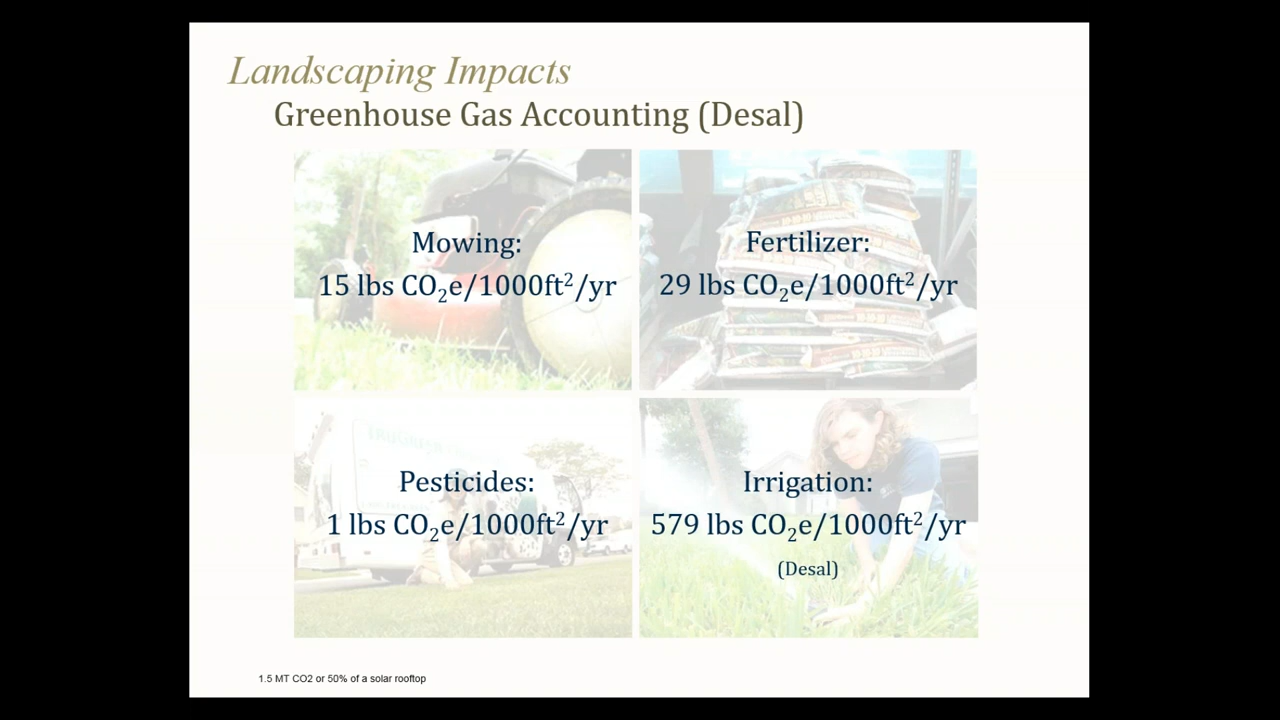 Landscaping Impacts
Greenhouse Gas Accounting (Desal)
Mowing:
15 lbs CO₂e/1000ft²/yr
Fertilizer:
29 lbs CO₂e/1000ft²/yr
Pesticides:
1 lbs CO₂e/1000ft²/yr
Irrigation:
579 lbs CO₂e/1000ft²/yr
(Desal)
1.5 MT CO2 or 50% of a solar rooftop